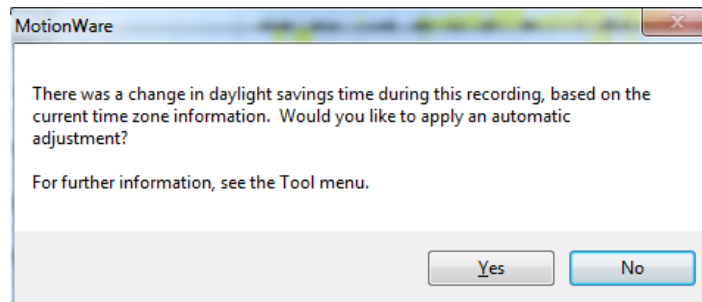 MotionWare
There was a change in daylight savings time during this recording, based on the
current time zone information.  Would you like to apply an automatic
adjustment?
For further information, see the Tool menu.
Yes
No